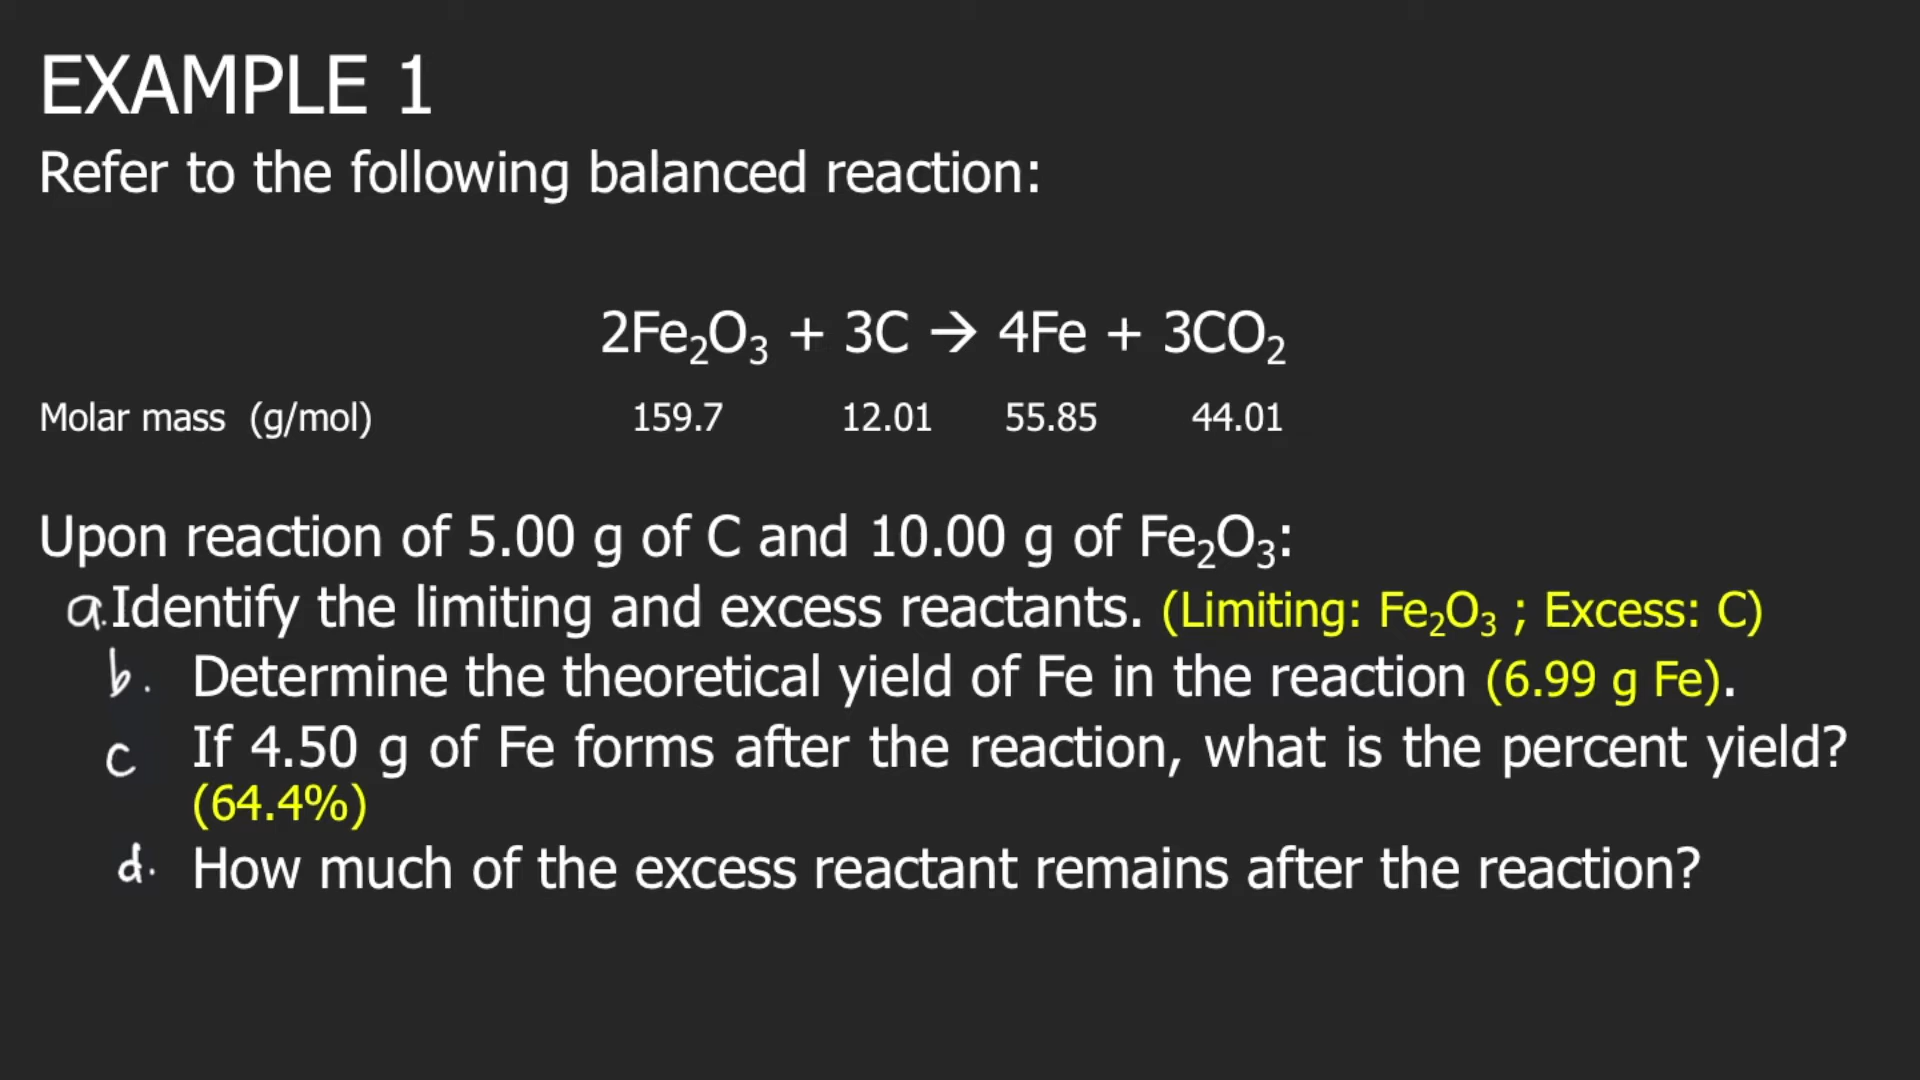 EXAMPLE 1
Refer to the following balanced reaction:
2Fe₂O₃ + 3C → 4Fe + 3CO₂
Molar mass (g/mol) 159.7 12.01 55.85 44.01
Upon reaction of 5.00 g of C and 10.00 g of Fe₂O₃:
a. Identify the limiting and excess reactants. (Limiting: Fe₂O₃ ; Excess: C)
b. Determine the theoretical yield of Fe in the reaction (6.99 g Fe).
c If 4.50 g of Fe forms after the reaction, what is the percent yield?
(64.4%)
d. How much of the excess reactant remains after the reaction?